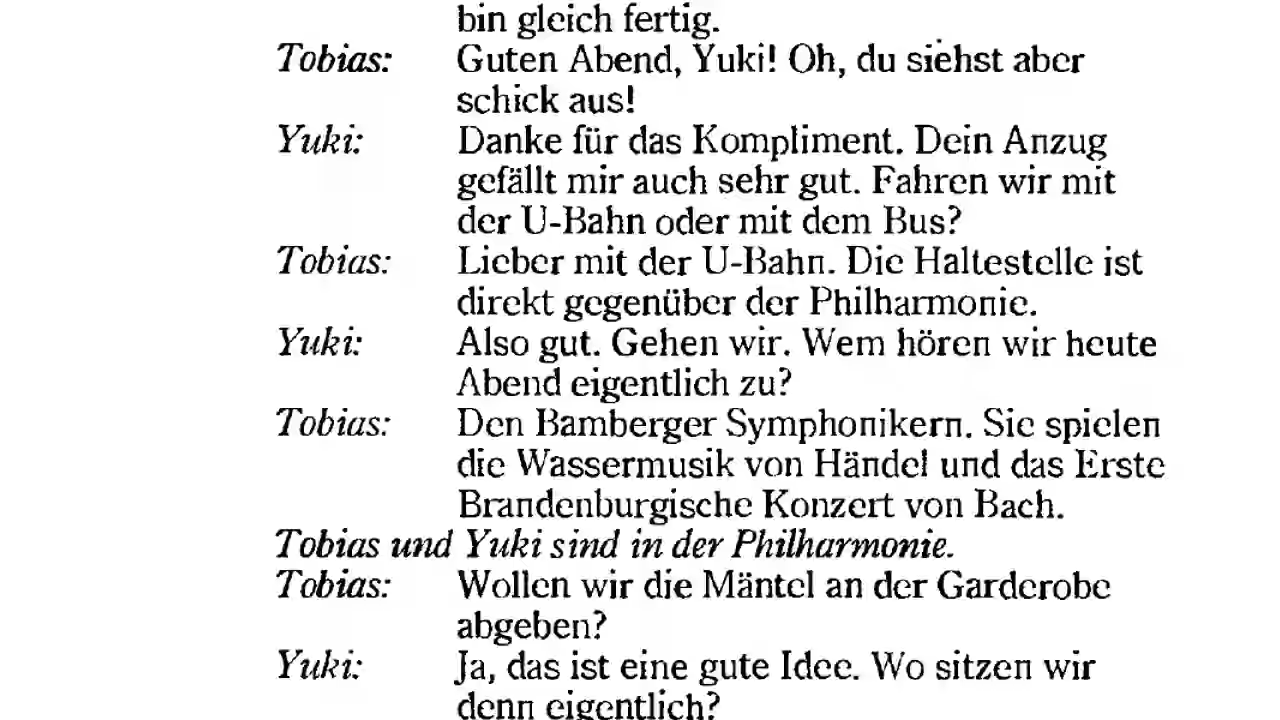 bin gleich fertig.
Tobias: Guten Abend, Yuki! Oh, du siehst aber
schick aus!
Yuki: Danke für das Kompliment. Dein Anzug
gefällt mir auch sehr gut. Fahren wir mit
der U-Bahn oder mit dem Bus?
Tobias: Lieber mit der U-Bahn. Die Haltestelle ist
direkt gegenüber der Philharmonie.
Yuki: Also gut. Gehen wir. Wem hören wir heute
Abend eigentlich zu?
Tobias: Den Bamberger Symphonikern. Sie spielen
die Wassermusik von Händel und das Erste
Brandenburgische Konzert von Bach.
Tobias und Yuki sind in der Philharmonie.
Tobias: Wollen wir die Mäntel an der Garderobe
abgeben?
Yuki: Ja, das ist eine gute Idee. Wo sitzen wir
denn eigentlich?